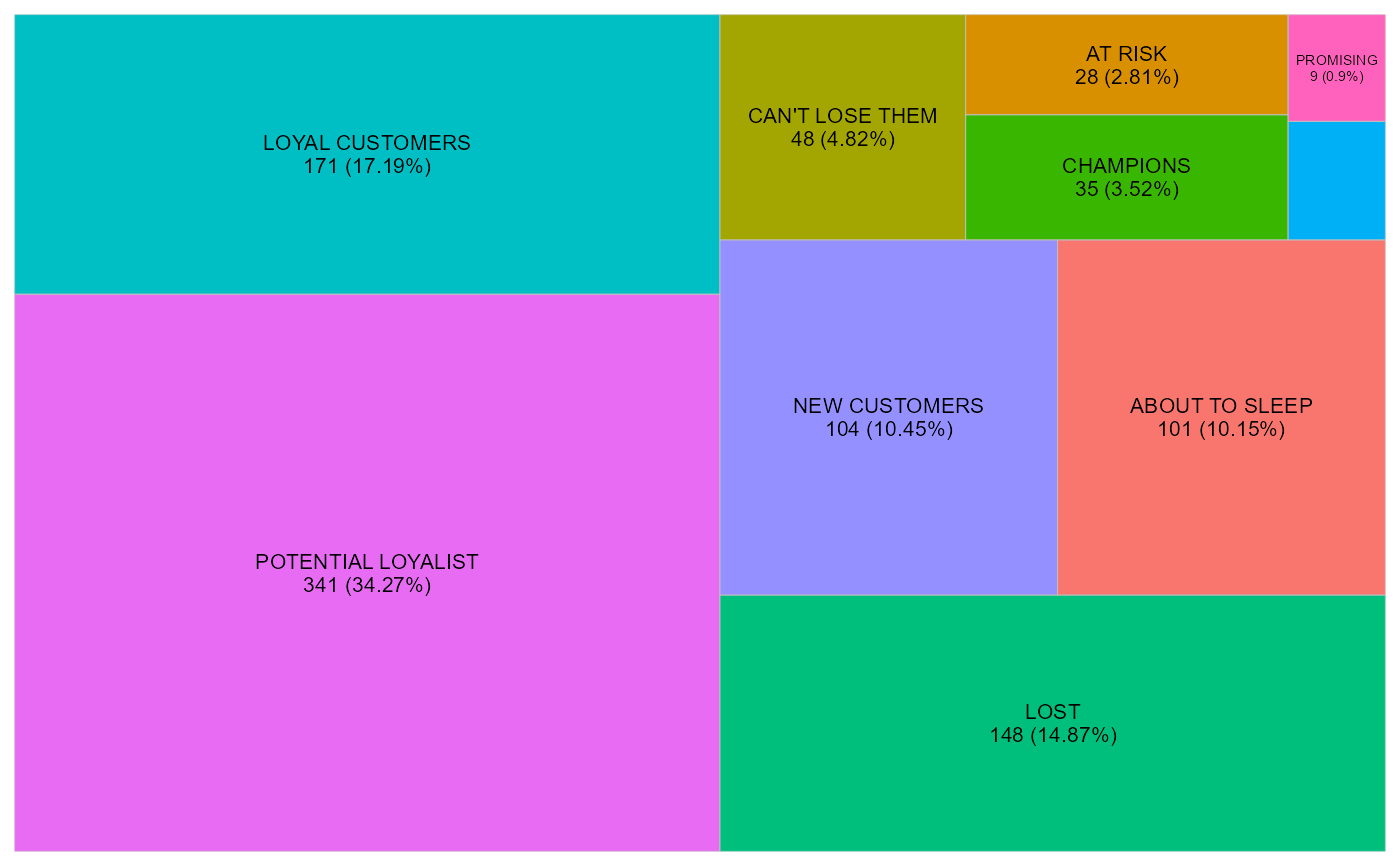 LOYAL CUSTOMERS
171 (17.19%)
CAN'T LOSE THEM
48 (4.82%)
AT RISK
28 (2.81%)
PROMISING
9 (0.9%)
CHAMPIONS
35 (3.52%)
NEW CUSTOMERS
104 (10.45%)
ABOUT TO SLEEP
101 (10.15%)
POTENTIAL LOYALIST
341 (34.27%)
LOST
148 (14.87%)